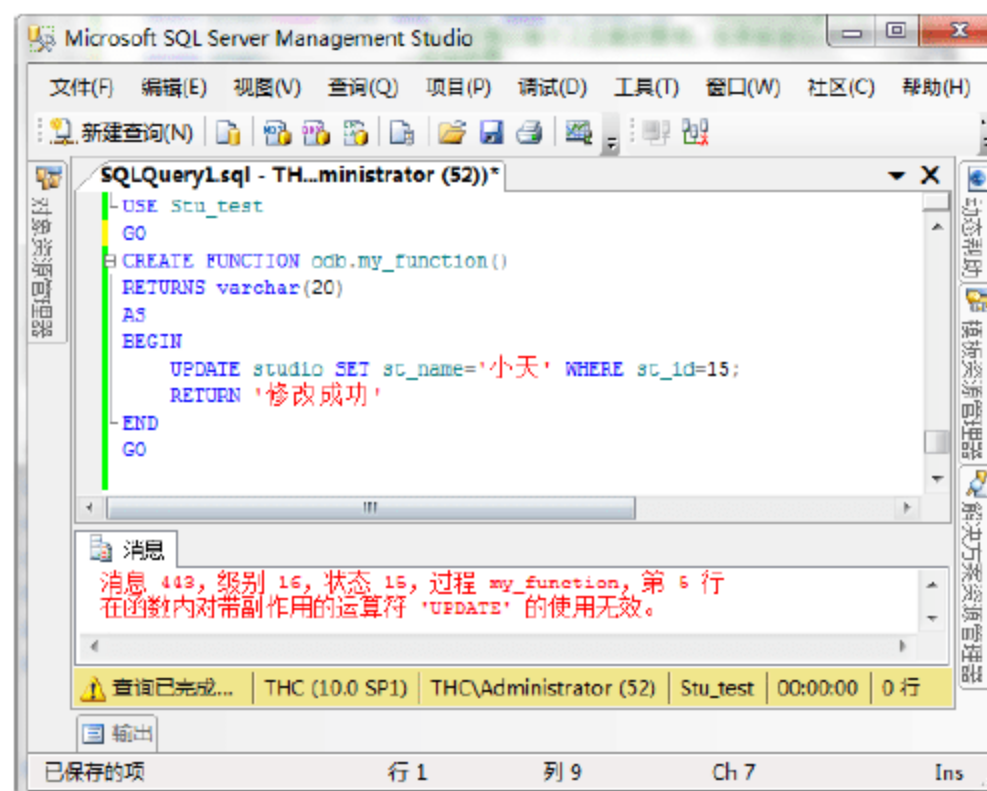 Microsoft SQL Server Management Studio
文件(F) 编辑(E) 视图(V) 查询(Q) 项目(P) 调试(D) 工具(T) 窗口(W) 社区(C) 帮助(H)
新建查询(N)
SQLQuery1.sql - TH...ministrator (52))*
对象资源管理器
USE Stu_test
GO
CREATE FUNCTION odb.my_function()
RETURNS varchar(20)
AS
BEGIN
UPDATE studio SET st_name='小天' WHERE st_id=15;
RETURN '修改成功'
END
GO
动态帮助
模板资源管理器
解决方案资源管理器
消息
消息 443，级别 16，状态 15，过程 my_function，第 5 行
在函数内对带副作用的运算符 'UPDATE' 的使用无效。
查询已完成... THC (10.0 SP1) THC\Administrator (52) Stu_test 00:00:00 0 行
输出
已保存的项 行 1 列 9 Ch 7 Ins